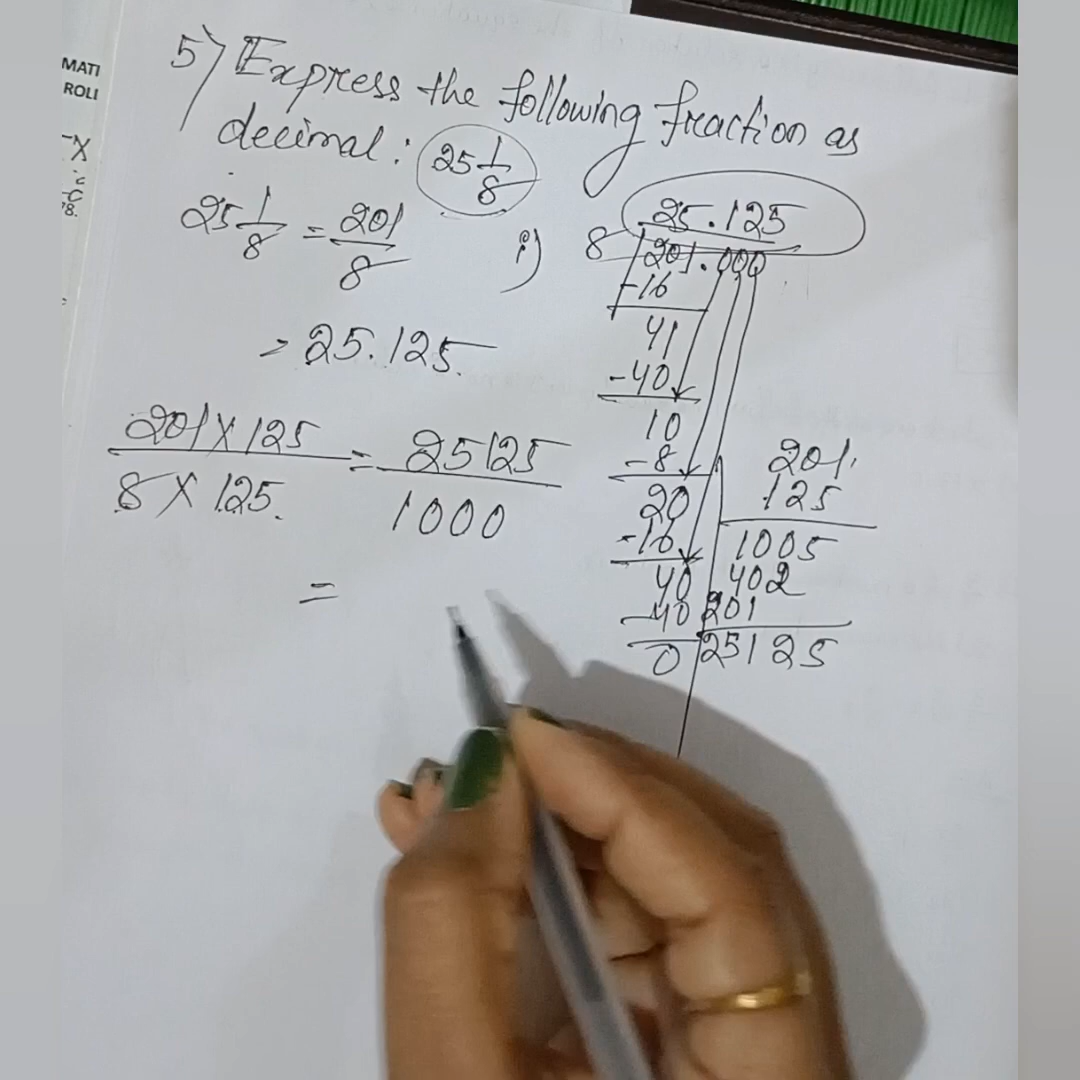 MATI
ROLI
5) Express the following fraction as
decimal: 25 1/8
25 1/8 = 201/8
= 25.125
201 X 125 / 8 X 125. = 25125 / 1000
=
i)
25.125
8 201.000
-16
41
-40
10
-8
20
-16
40
-40
0
201
125
1005
402
201
25125